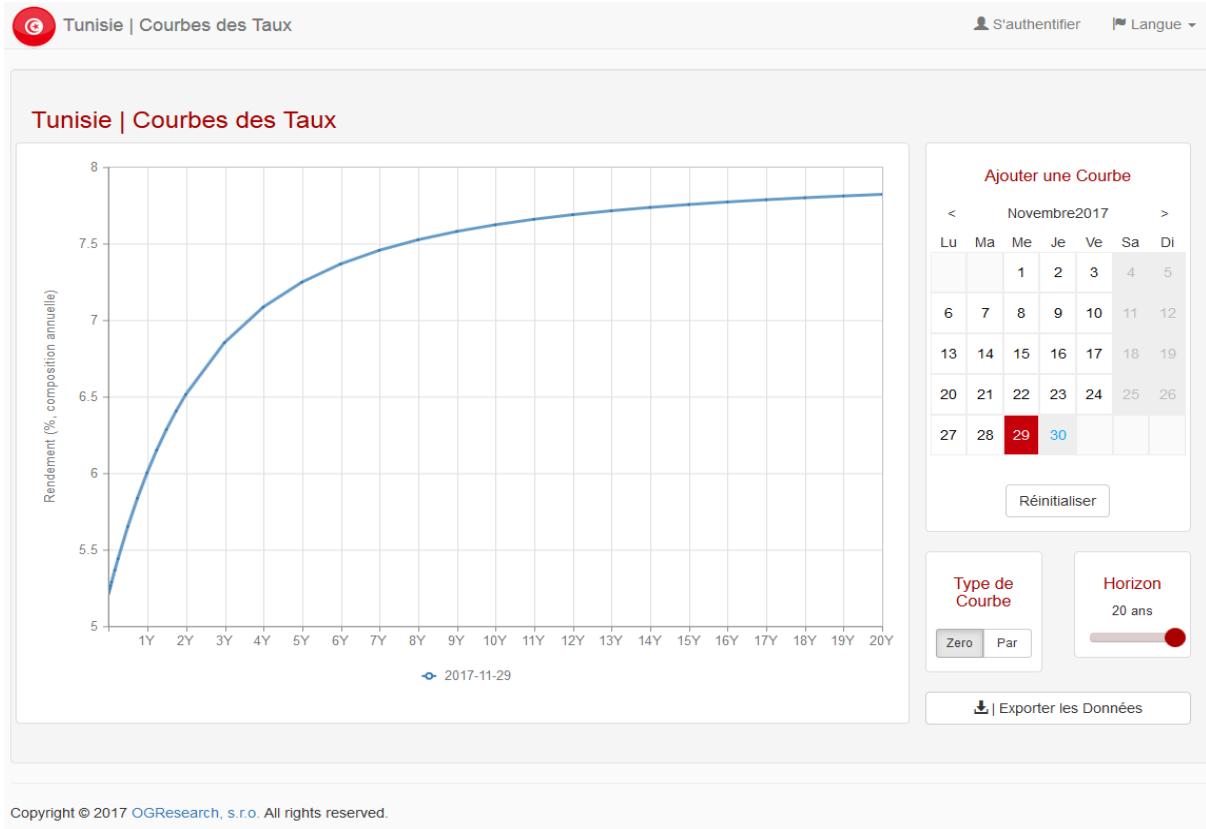 Tunisie | Courbes des Taux
S'authentifier
Langue
Tunisie | Courbes des Taux
8
7.5
7
6.5
6
5.5
5
Rendement (%, composition annuelle)
1Y 2Y 3Y 4Y 5Y 6Y 7Y 8Y 9Y 10Y 11Y 12Y 13Y 14Y 15Y 16Y 17Y 18Y 19Y 20Y
2017-11-29
Ajouter une Courbe
< Novembre2017 >
Lu Ma Me Je Ve Sa Di
1 2 3 4 5
6 7 8 9 10 11 12
13 14 15 16 17 18 19
20 21 22 23 24 25 26
27 28 29 30
Réinitialiser
Type de
Courbe
Zero Par
Horizon
20 ans
| Exporter les Données
Copyright © 2017 OGResearch, s.r.o. All rights reserved.